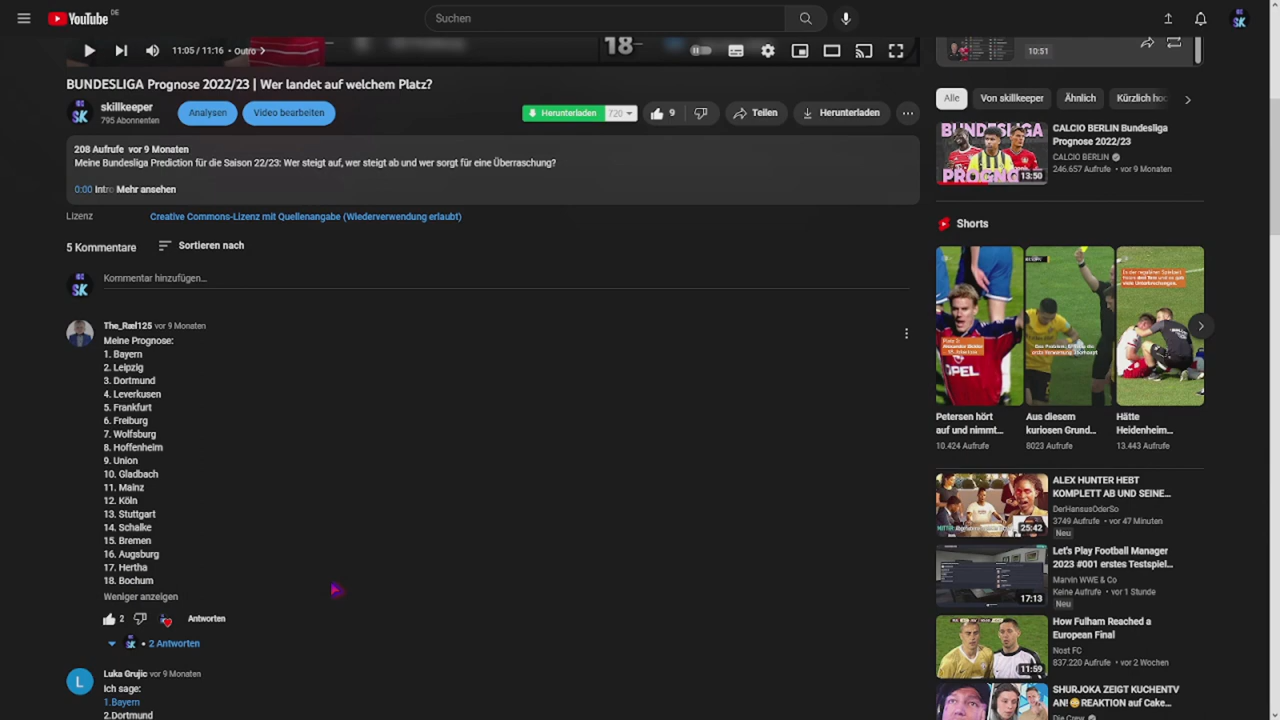 YouTube DE
Suchen
11:05 / 11:16 • Outro
18
10:51
BUNDESLIGA Prognose 2022/23 | Wer landet auf welchem Platz?
skillkeeper
795 Abonnenten
Analysen
Video bearbeiten
Herunterladen
720
9
Teilen
Herunterladen
208 Aufrufe vor 9 Monaten
Meine Bundesliga Prediction für die Saison 22/23: Wer steigt auf, wer steigt ab und wer sorgt für eine Überraschung?
0:00 Intro Mehr ansehen
Lizenz
Creative Commons-Lizenz mit Quellenangabe (Wiederverwendung erlaubt)
5 Kommentare
Sortieren nach
SK
Kommentar hinzufügen...
The_Ræl125 vor 9 Monaten
Meine Prognose:
1. Bayern
2. Leipzig
3. Dortmund
4. Leverkusen
5. Frankfurt
6. Freiburg
7. Wolfsburg
8. Hoffenheim
9. Union
10. Gladbach
11. Mainz
12. Köln
13. Stuttgart
14. Schalke
15. Bremen
16. Augsburg
17. Hertha
18. Bochum
Weniger anzeigen
2
Antworten
• 2 Antworten
L
Luka Grujic vor 9 Monaten
Ich sage:
1.Bayern
2.Dortmund
Alle
Von skillkeeper
Ähnlich
Kürzlich hoc
BUNDESLIGA
PROGNOSE
13:50
CALCIO BERLIN Bundesliga
Prognose 2022/23
CALCIO BERLIN
246.657 Aufrufe • vor 9 Monaten
Shorts
OPEL
Petersen hört
auf und nimmt...
10.424 Aufrufe
Aus diesem
kuriosen Grund...
8023 Aufrufe
Hätte
Heidenheim...
13.443 Aufrufe
25:42
ALEX HUNTER HEBT
KOMPLETT AB UND SEINE...
DerHansusOderSo
3749 Aufrufe • vor 47 Minuten
Neu
17:13
Let's Play Football Manager
2023 #001 erstes Testspiel...
Marvin WWE & Co
Keine Aufrufe • vor 1 Stunde
Neu
11:59
How Fulham Reached a
European Final
Nost FC
837.220 Aufrufe • vor 2 Wochen
SHURJOKA ZEIGT KUCHENTV
AN! REAKTION auf Cake...
Die Crew